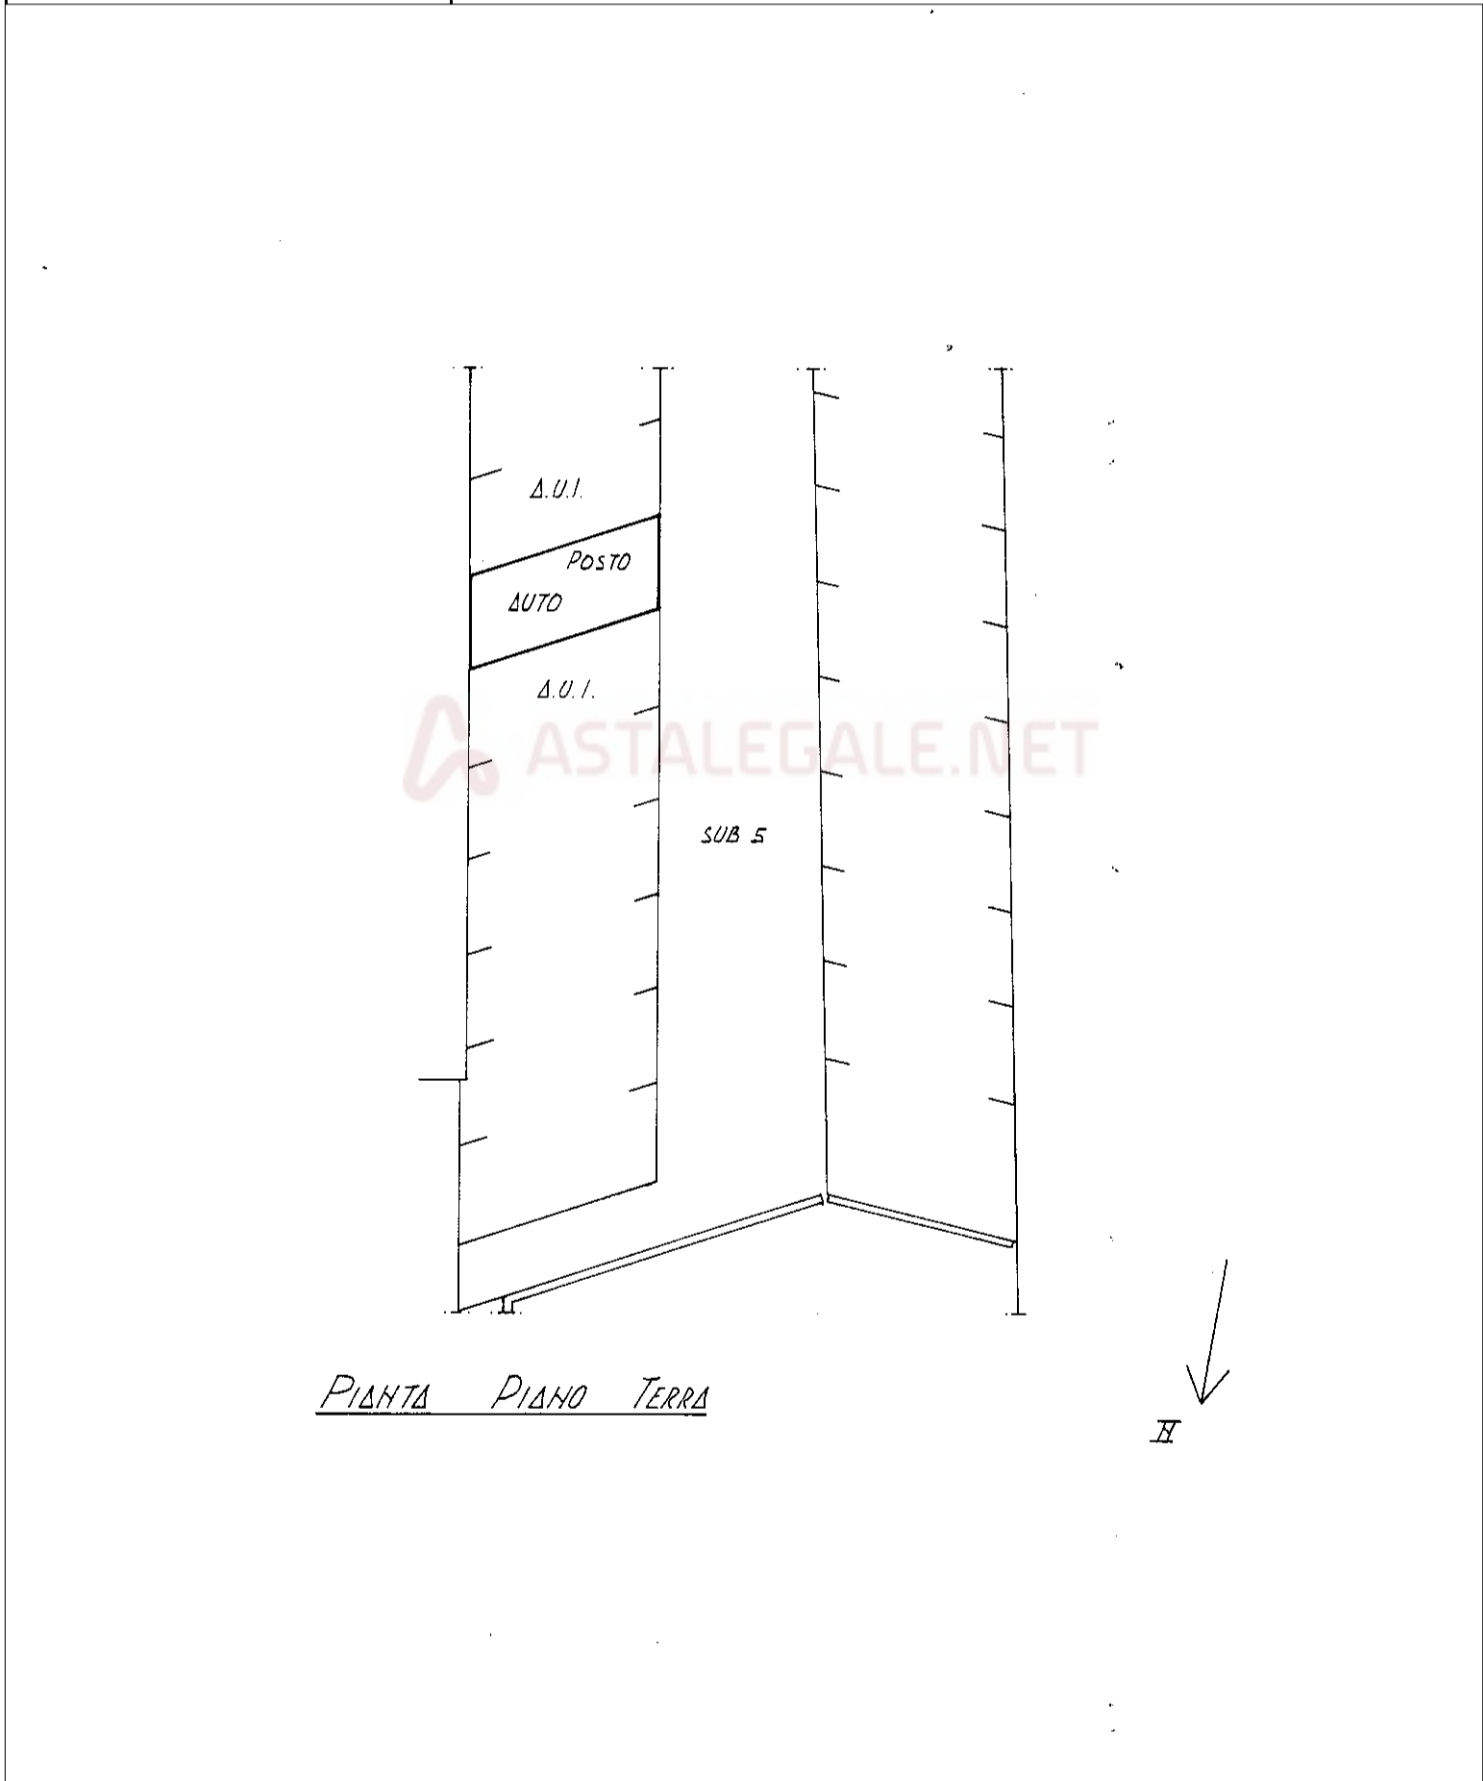 A.U.I.
POSTO
AUTO
A.U.I.
ASTALEGALE.NET
SUB 5
PIANTA PIANO TERRA
N